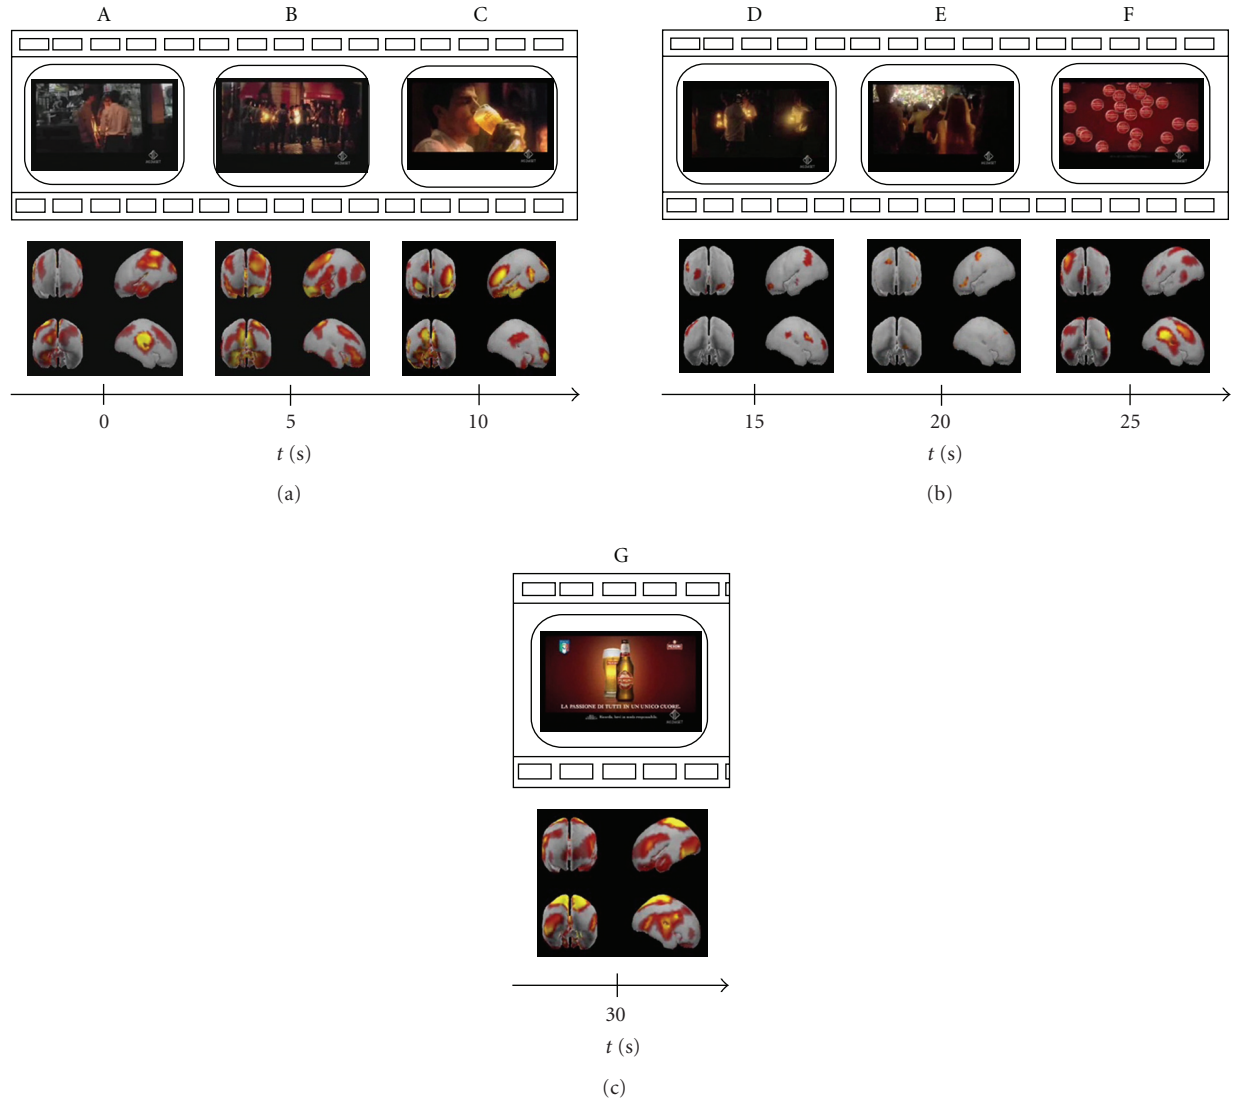 A B C
0 5 10
t (s)
(a)
D E F
15 20 25
t (s)
(b)
G
LA PASSIONE DI TUTTI IN UN UNICO CUORE.
30
t (s)
(c)